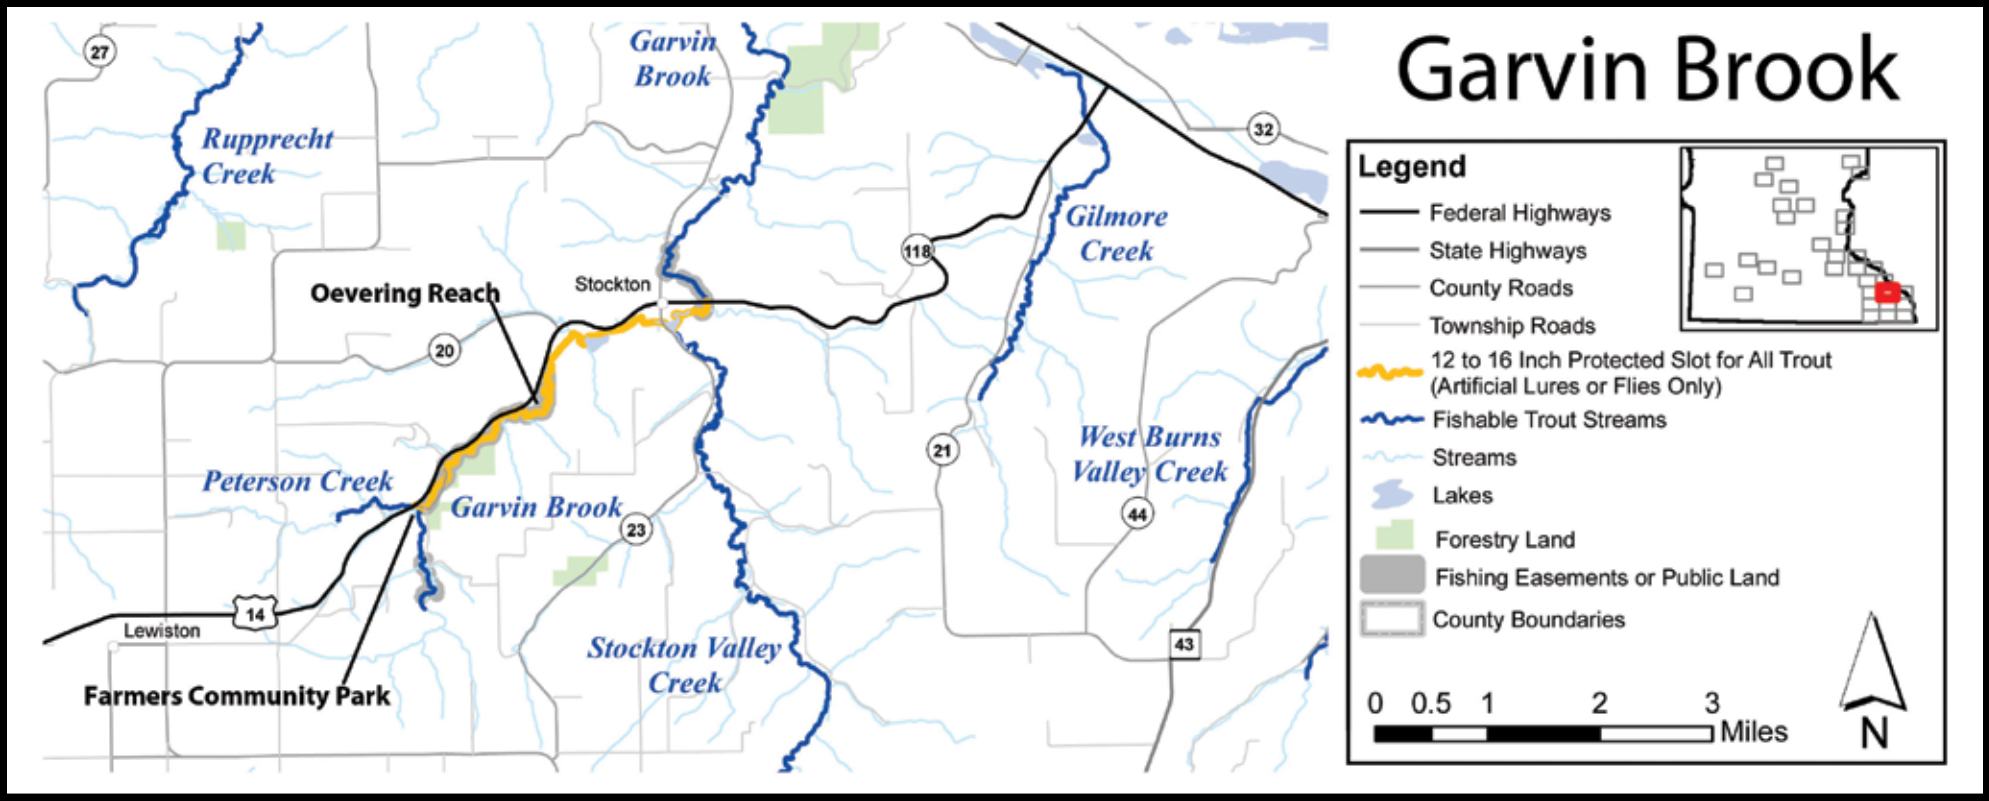 Garvin Brook
27
Garvin
Brook
Rupprecht
Creek
32
Gilmore
Creek
118
Stockton
Oevering Reach
20
West Burns
Valley Creek
21
44
Peterson Creek
Garvin Brook
23
14
Lewiston
Stockton Valley
Creek
43
Farmers Community Park
Legend
Federal Highways
State Highways
County Roads
Township Roads
12 to 16 Inch Protected Slot for All Trout
(Artificial Lures or Flies Only)
Fishable Trout Streams
Streams
Lakes
Forestry Land
Fishing Easements or Public Land
County Boundaries
0 0.5 1 2 3
Miles
N